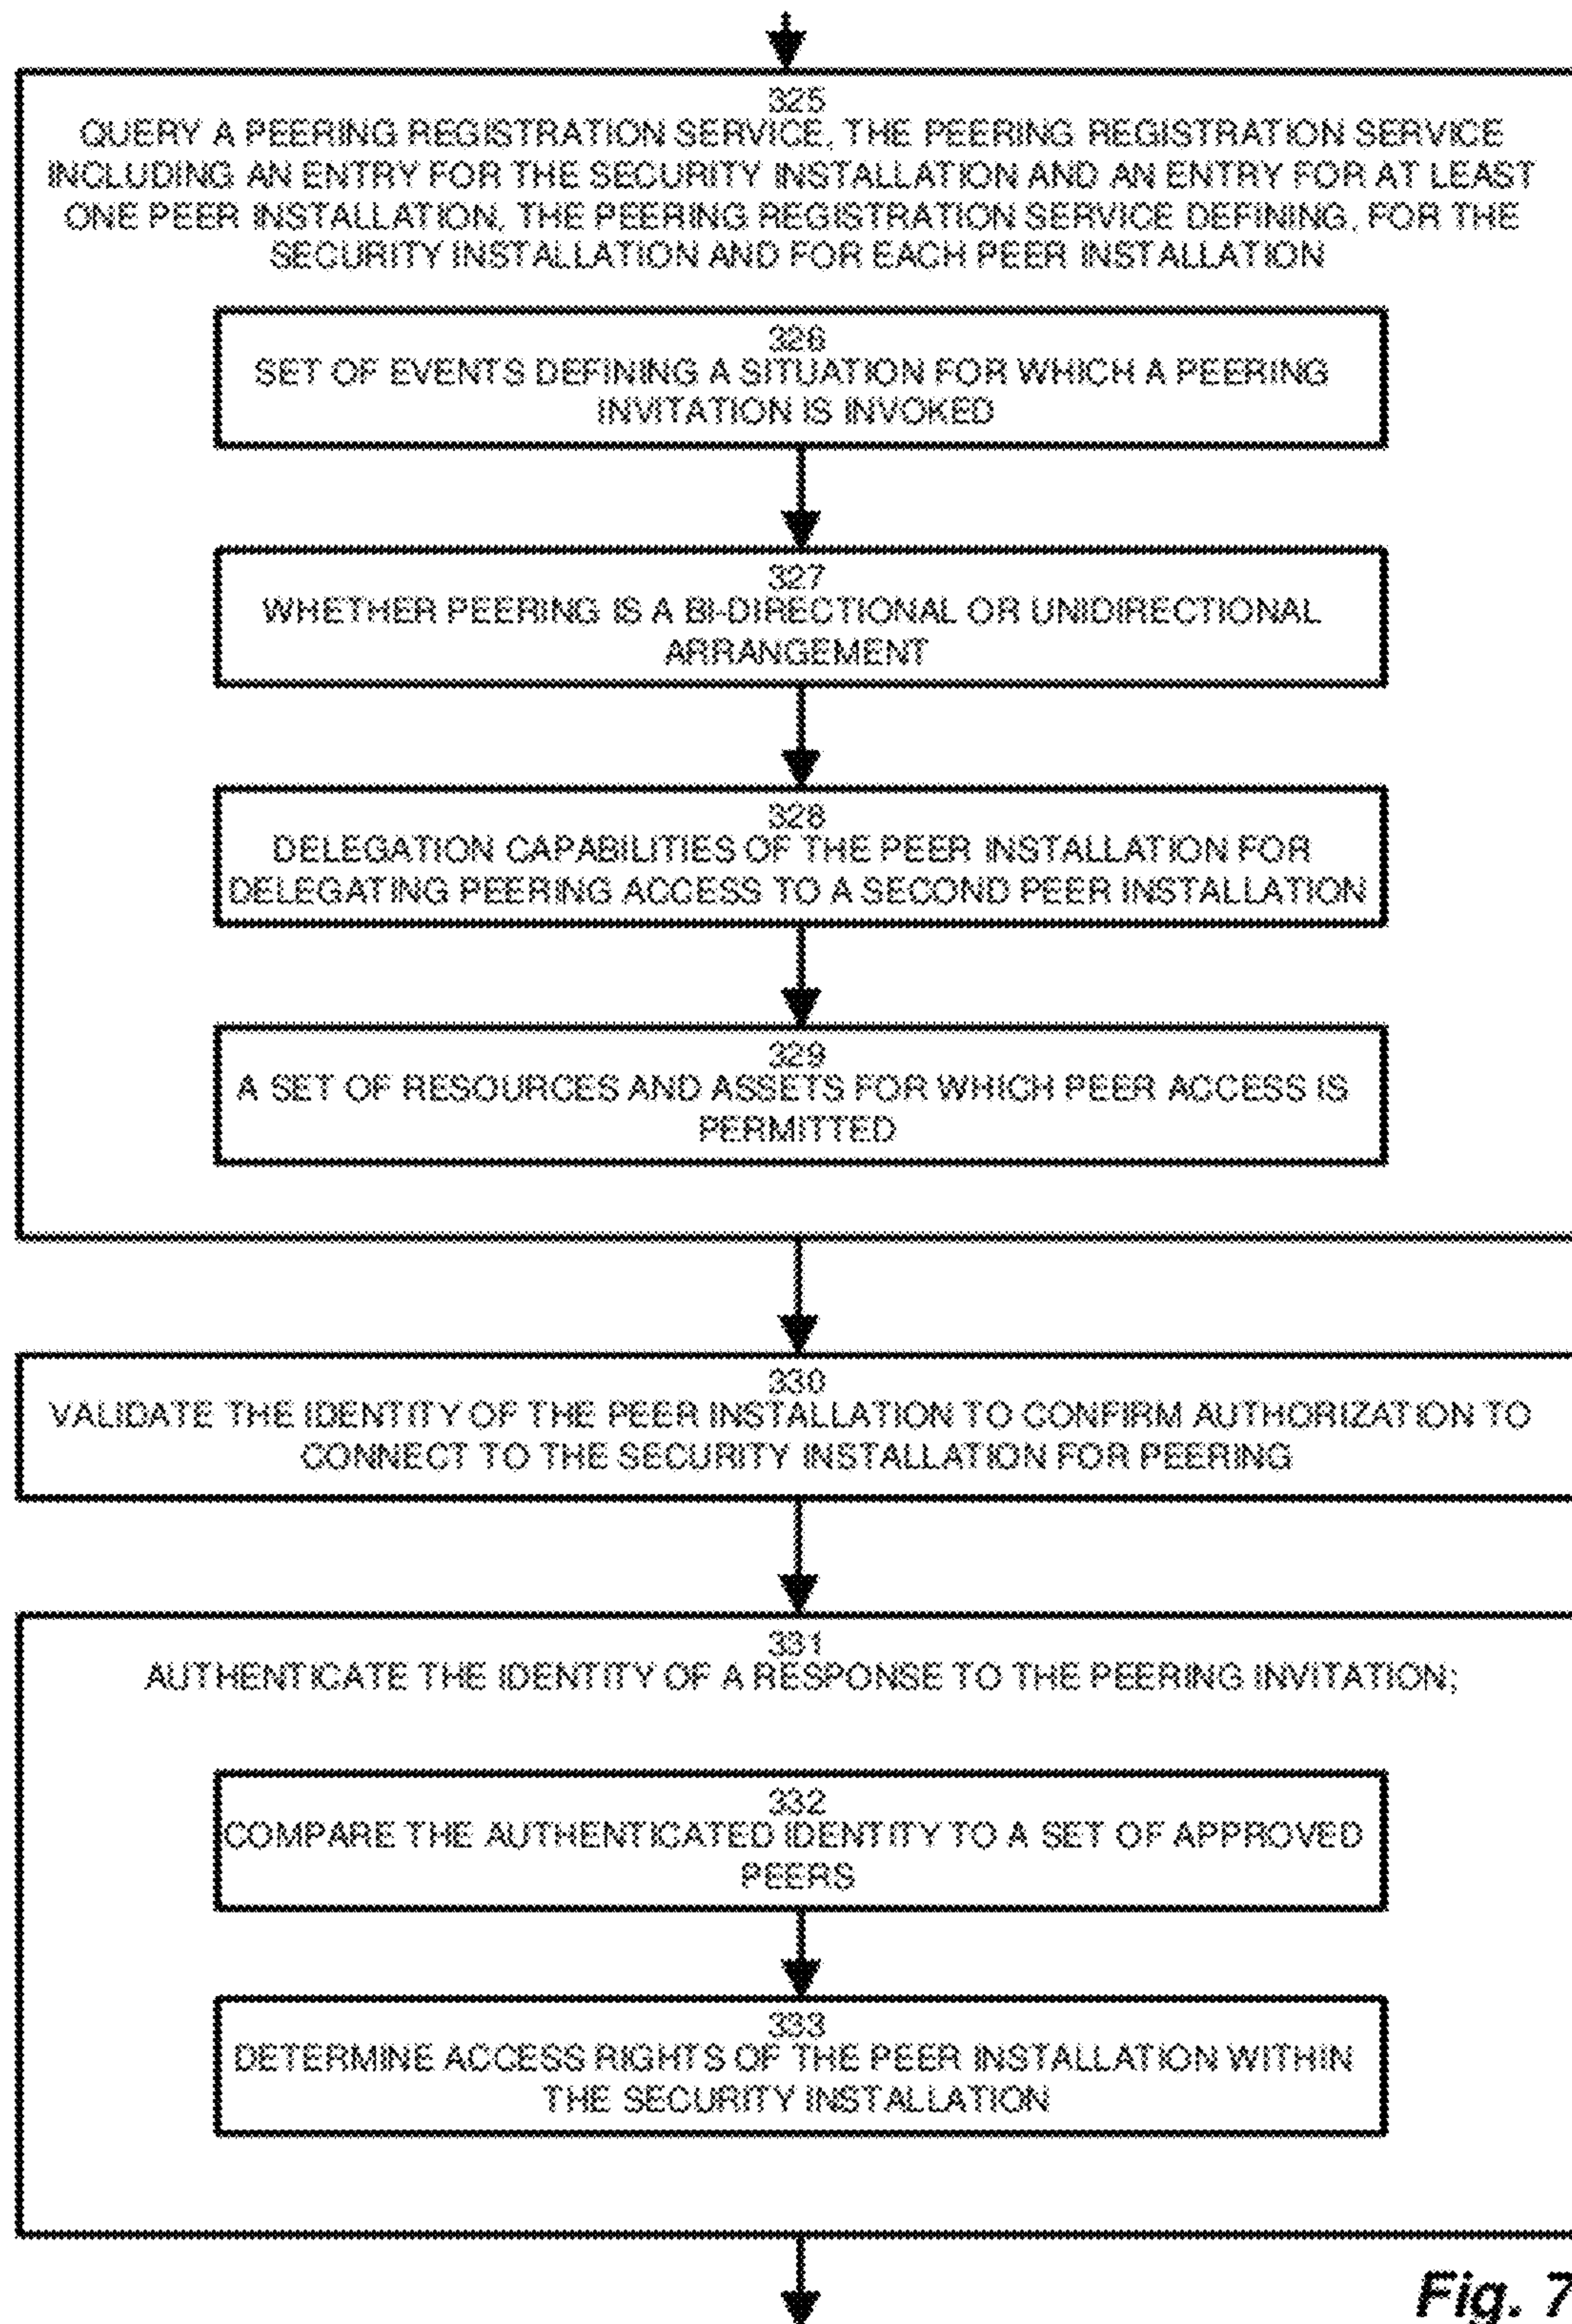 325
QUERY A PEERING REGISTRATION SERVICE, THE PEERING REGISTRATION SERVICE
INCLUDING AN ENTRY FOR THE SECURITY INSTALLATION AND AN ENTRY FOR AT LEAST
ONE PEER INSTALLATION, THE PEERING REGISTRATION SERVICE DEFINING, FOR THE
SECURITY INSTALLATION AND FOR EACH PEER INSTALLATION
326
SET OF EVENTS DEFINING A SITUATION FOR WHICH A PEERING
INVITATION IS INVOKED
327
WHETHER PEERING IS A BI-DIRECTIONAL OR UNIDIRECTIONAL
ARRANGEMENT
328
DELEGATION CAPABILITIES OF THE PEER INSTALLATION FOR
DELEGATING PEERING ACCESS TO A SECOND PEER INSTALLATION
329
A SET OF RESOURCES AND ASSETS FOR WHICH PEER ACCESS IS
PERMITTED
330
VALIDATE THE IDENTITY OF THE PEER INSTALLATION TO CONFIRM AUTHORIZATION TO
CONNECT TO THE SECURITY INSTALLATION FOR PEERING
331
AUTHENTICATE THE IDENTITY OF A RESPONSE TO THE PEERING INVITATION;
332
COMPARE THE AUTHENTICATED IDENTITY TO A SET OF APPROVED
PEERS
333
DETERMINE ACCESS RIGHTS OF THE PEER INSTALLATION WITHIN
THE SECURITY INSTALLATION
Fig. 7